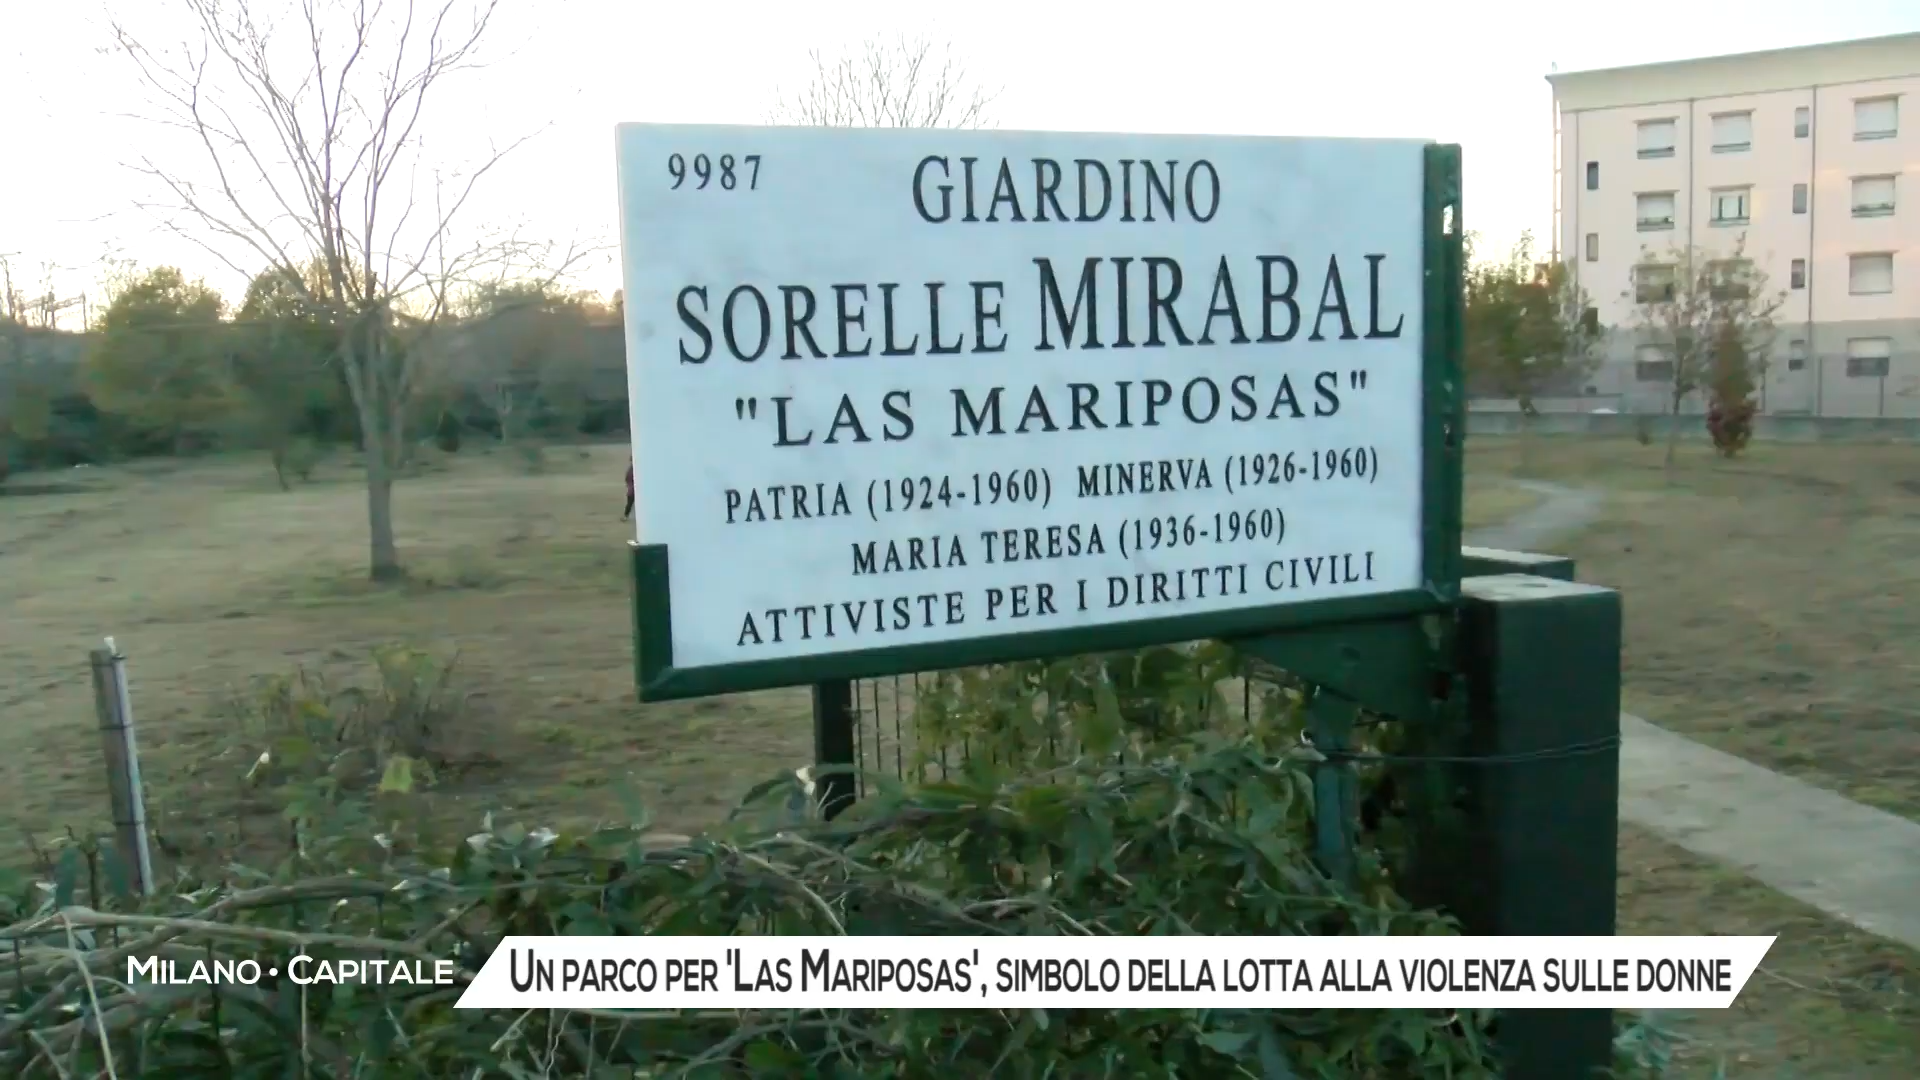 9987
GIARDINO
SORELLE MIRABAL
"LAS MARIPOSAS"
PATRIA (1924-1960) MINERVA (1926-1960)
MARIA TERESA (1936-1960)
ATTIVISTE PER I DIRITTI CIVILI
MILANO • CAPITALE
UN PARCO PER 'LAS MARIPOSAS', SIMBOLO DELLA LOTTA ALLA VIOLENZA SULLE DONNE